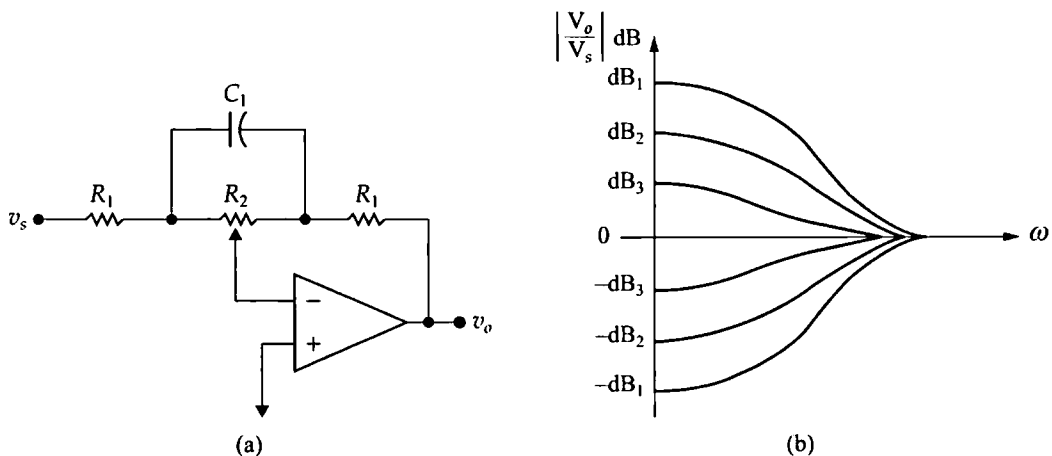 C₁
R₁
R₂
R₁
vₛ
−
+
vₒ
(a)
|Vₒ/Vₛ| dB
dB₁
dB₂
dB₃
0
−dB₃
−dB₂
−dB₁
ω
(b)